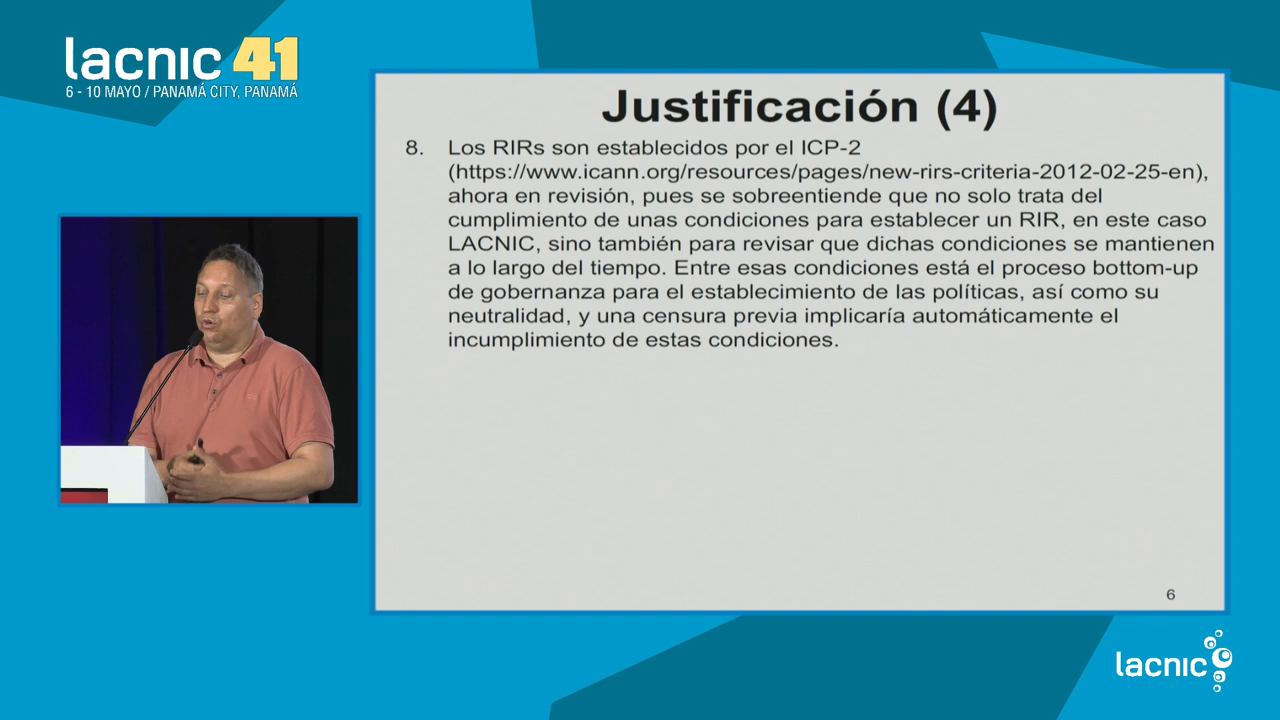 lacnic 41
6 - 10 MAYO / PANAMÁ CITY, PANAMÁ
Justificación (4)
8. Los RIRs son establecidos por el ICP-2
(https://www.icann.org/resources/pages/new-rirs-criteria-2012-02-25-en),
ahora en revisión, pues se sobreentiende que no solo trata del
cumplimiento de unas condiciones para establecer un RIR, en este caso
LACNIC, sino también para revisar que dichas condiciones se mantienen
a lo largo del tiempo. Entre esas condiciones está el proceso bottom-up
de gobernanza para el establecimiento de las políticas, así como su
neutralidad, y una censura previa implicaría automáticamente el
incumplimiento de estas condiciones.
6
lacnic